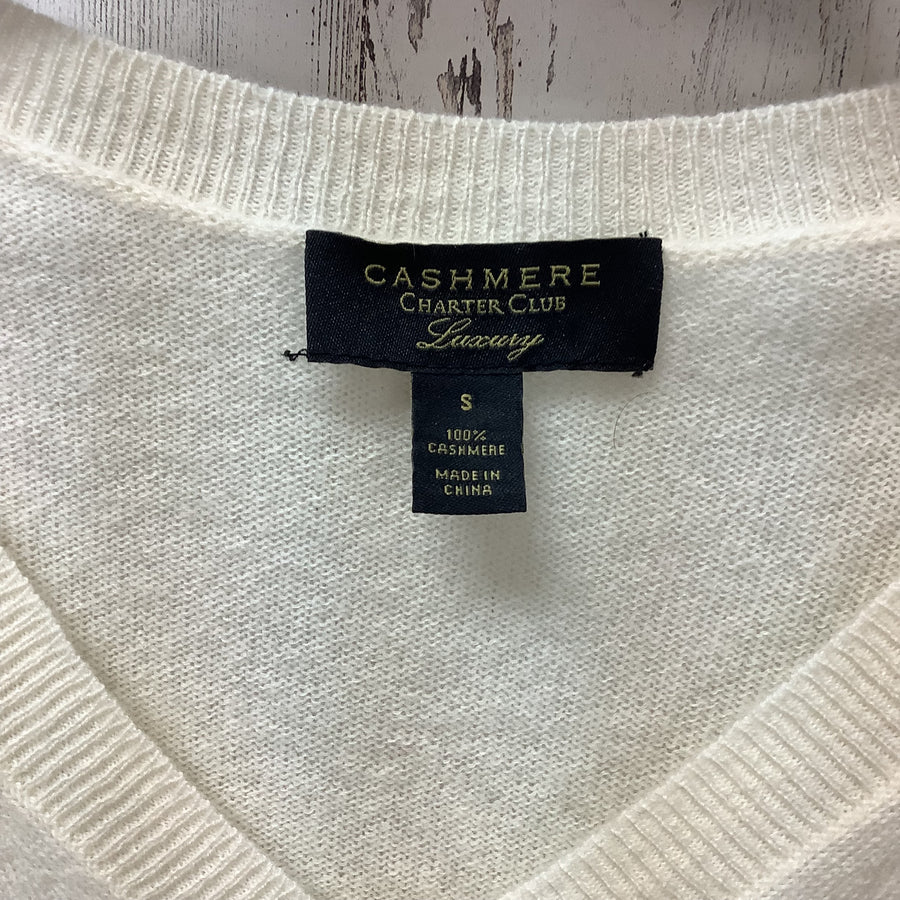 CASHMERE
CHARTER CLUB
Luxury
S
100%
CASHMERE
MADE IN
CHINA